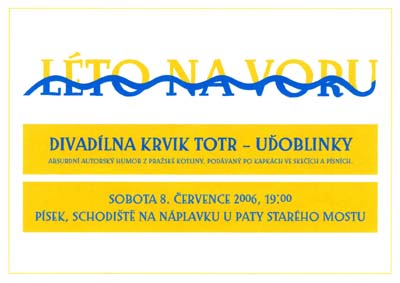 LÉTO NA VORU
DIVADÍLNA KRVIK TOTR – UĎOBLINKY
ABSURDNÍ AUTORSKÝ HUMOR Z PRAŽSKÉ KOTLINY, PODÁVANÝ PO KAPKÁCH VE SKEČÍCH A PÍSNÍCH.
SOBOTA 8. ČERVENCE 2006, 19:00
PÍSEK, SCHODIŠTĚ NA NÁPLAVKU U PATY STARÉHO MOSTU